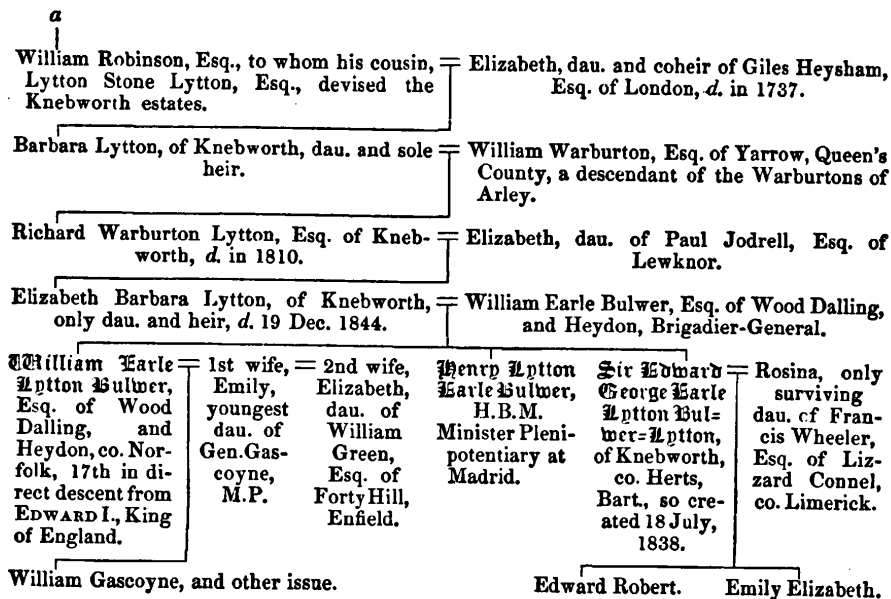 a
William Robinson, Esq., to whom his cousin,
Lytton Stone Lytton, Esq., devised the
Knebworth estates.
= Elizabeth, dau. and coheir of Giles Heysham,
Esq. of London, d. in 1737.
Barbara Lytton, of Knebworth, dau. and sole
heir.
= William Warburton, Esq. of Yarrow, Queen's
County, a descendant of the Warburtons of
Arley.
Richard Warburton Lytton, Esq. of Kneb-
worth, d. in 1810.
= Elizabeth, dau. of Paul Jodrell, Esq. of
Lewknor.
Elizabeth Barbara Lytton, of Knebworth,
only dau. and heir, d. 19 Dec. 1844.
= William Earle Bulwer, Esq. of Wood Dalling,
and Heydon, Brigadier-General.
William Earle
Lytton Bulwer,
Esq. of Wood
Dalling, and
Heydon, co. Nor-
folk, 17th in di-
rect descent from
EDWARD I., King
of England.
= 1st wife,
Emily,
youngest
dau. of
Gen. Gas-
coyne,
M.P.
= 2nd wife,
Elizabeth,
dau. of
William
Green,
Esq. of
Forty Hill,
Enfield.
Henry Lytton
Earle Bulwer,
H.B.M.
Minister Pleni-
potentiary at
Madrid.
Sir Edward
George Earle
Lytton Bul=
wer=Lytton,
of Knebworth,
co. Herts,
Bart., so cre-
ated 18 July,
1838.
= Rosina, only
surviving
dau. of Fran-
cis Wheeler,
Esq. of Liz-
zard Connel,
co. Limerick.
William Gascoyne, and other issue.
Edward Robert.
Emily Elizabeth.